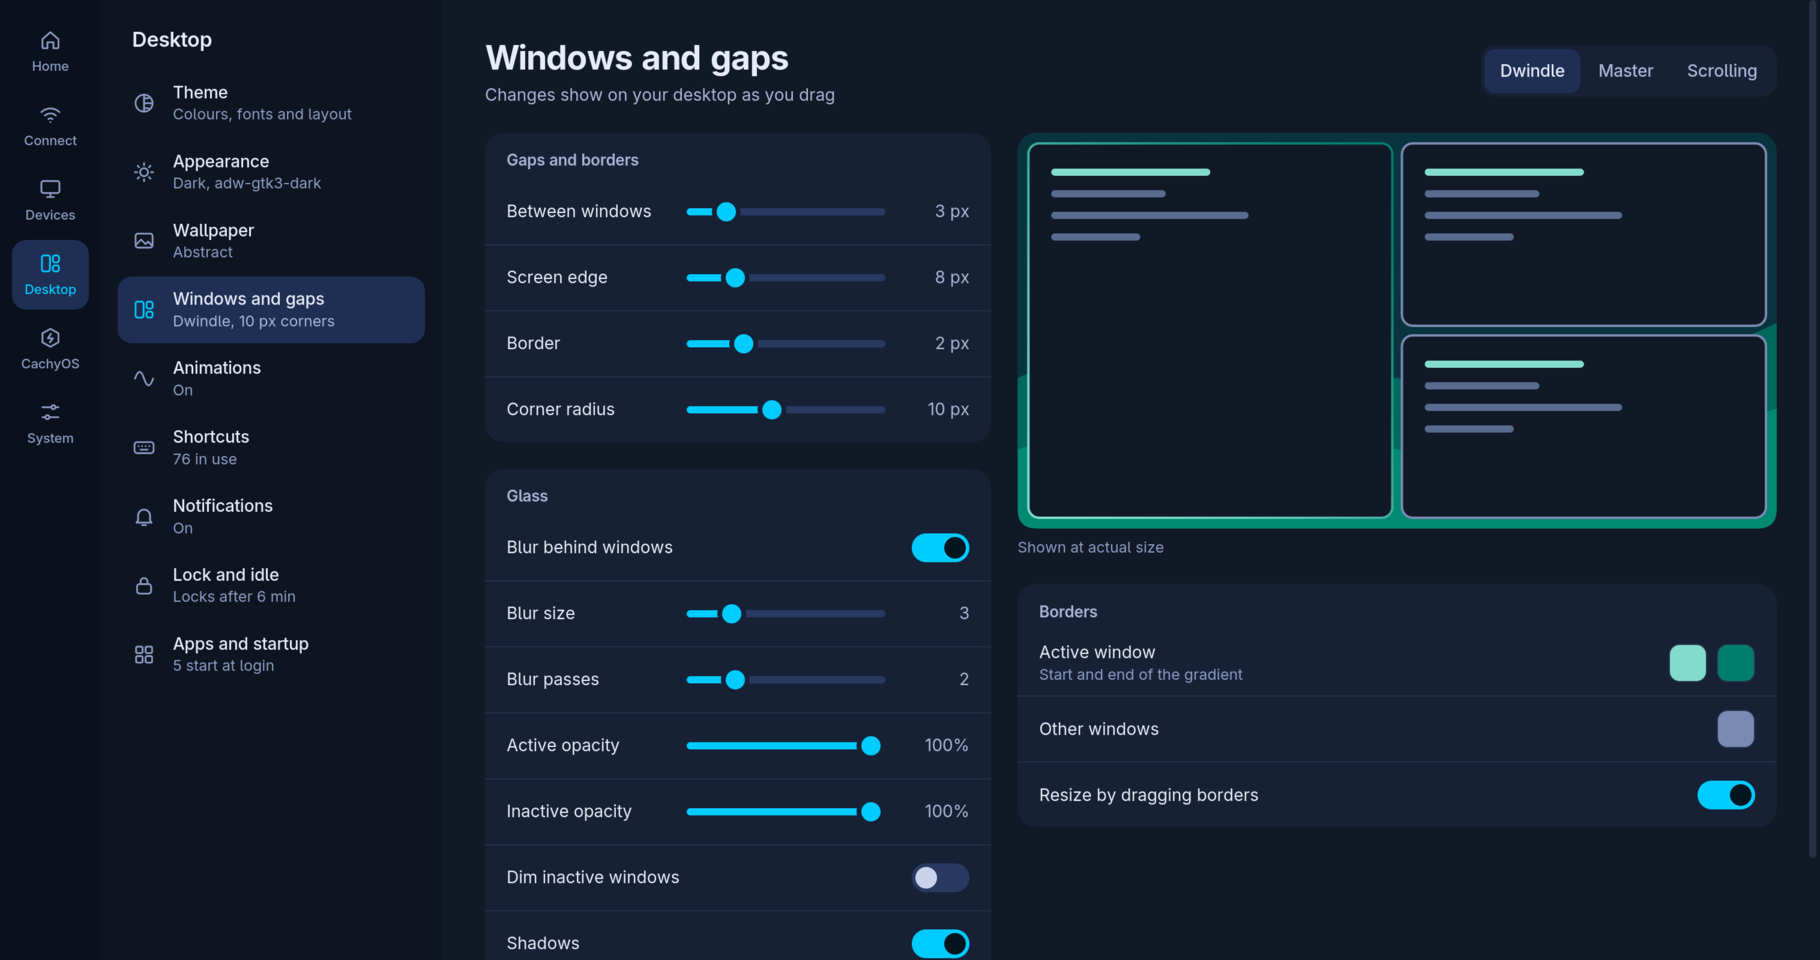 Home
Connect
Devices
Desktop
CachyOS
System
Desktop
Theme
Colours, fonts and layout
Appearance
Dark, adw-gtk3-dark
Wallpaper
Abstract
Windows and gaps
Dwindle, 10 px corners
Animations
On
Shortcuts
76 in use
Notifications
On
Lock and idle
Locks after 6 min
Apps and startup
5 start at login
Windows and gaps
Changes show on your desktop as you drag
Dwindle Master Scrolling
Gaps and borders
Between windows 3 px
Screen edge 8 px
Border 2 px
Corner radius 10 px
Glass
Blur behind windows
Blur size 3
Blur passes 2
Active opacity 100%
Inactive opacity 100%
Dim inactive windows
Shadows
Shown at actual size
Borders
Active window
Start and end of the gradient
Other windows
Resize by dragging borders